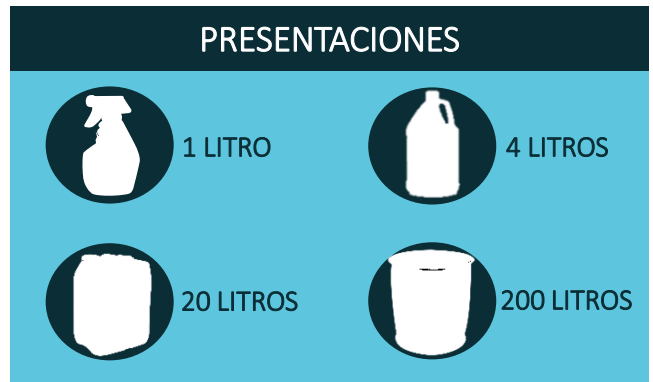 PRESENTACIONES
1 LITRO
4 LITROS
20 LITROS
200 LITROS